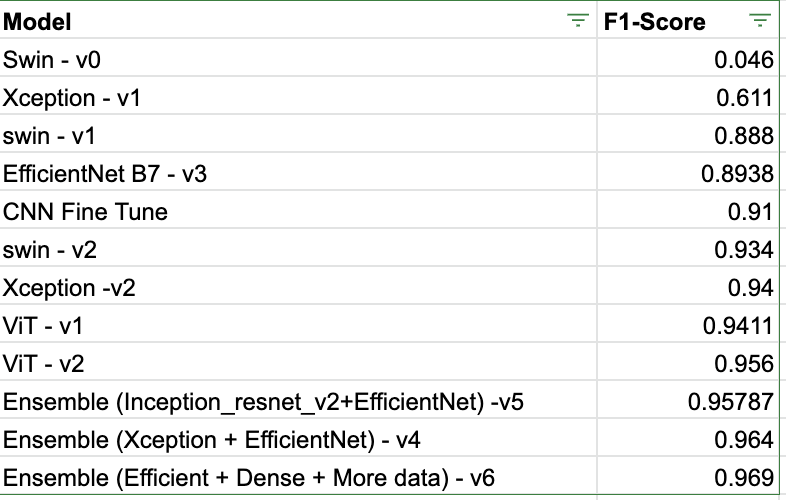 Model F1-Score
Swin - v0 0.046
Xception - v1 0.611
swin - v1 0.888
EfficientNet B7 - v3 0.8938
CNN Fine Tune 0.91
swin - v2 0.934
Xception -v2 0.94
ViT - v1 0.9411
ViT - v2 0.956
Ensemble (Inception_resnet_v2+EfficientNet) -v5 0.95787
Ensemble (Xception + EfficientNet) - v4 0.964
Ensemble (Efficient + Dense + More data) - v6 0.969